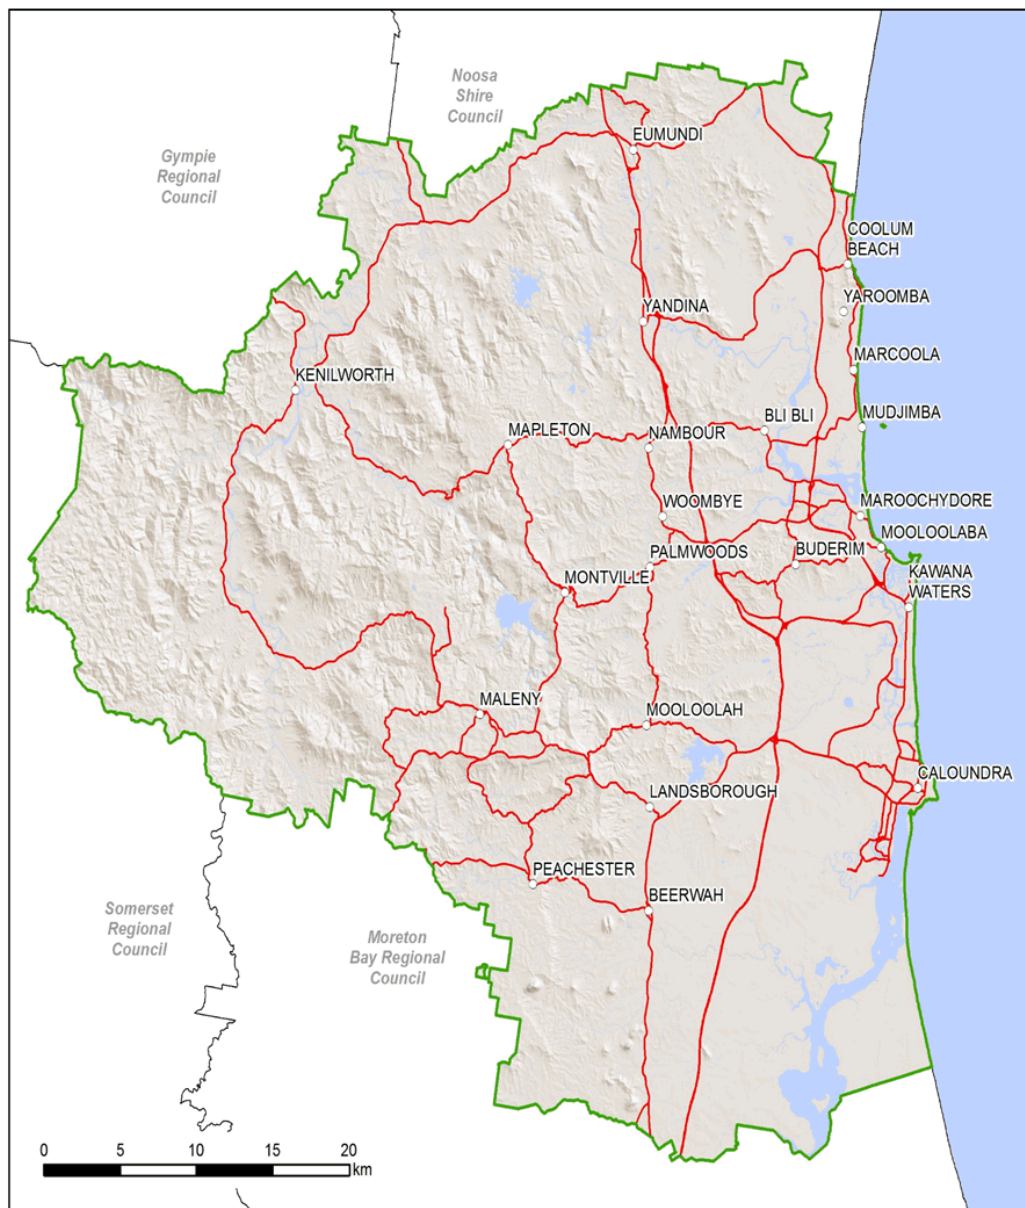 Noosa
Shire
Council
EUMUNDI
Gympie
Regional
Council
COOLUM
BEACH
YAROOMBA
YANDINA
MARCOOLA
KENILWORTH
BLI BLI
MUDJIMBA
MAPLETON
NAMBOUR
WOOMBYE
MAROOCHYDORE
MOOLOOLABA
PALMWOODS
BUDERIM
MONTVILLE
KAWANA
WATERS
MALENY
MOOLOOLAH
CALOUNDRA
LANDSBOROUGH
PEACHESTER
BEERWAH
Somerset
Regional
Council
Moreton
Bay Regional
Council
0 5 10 15 20
km